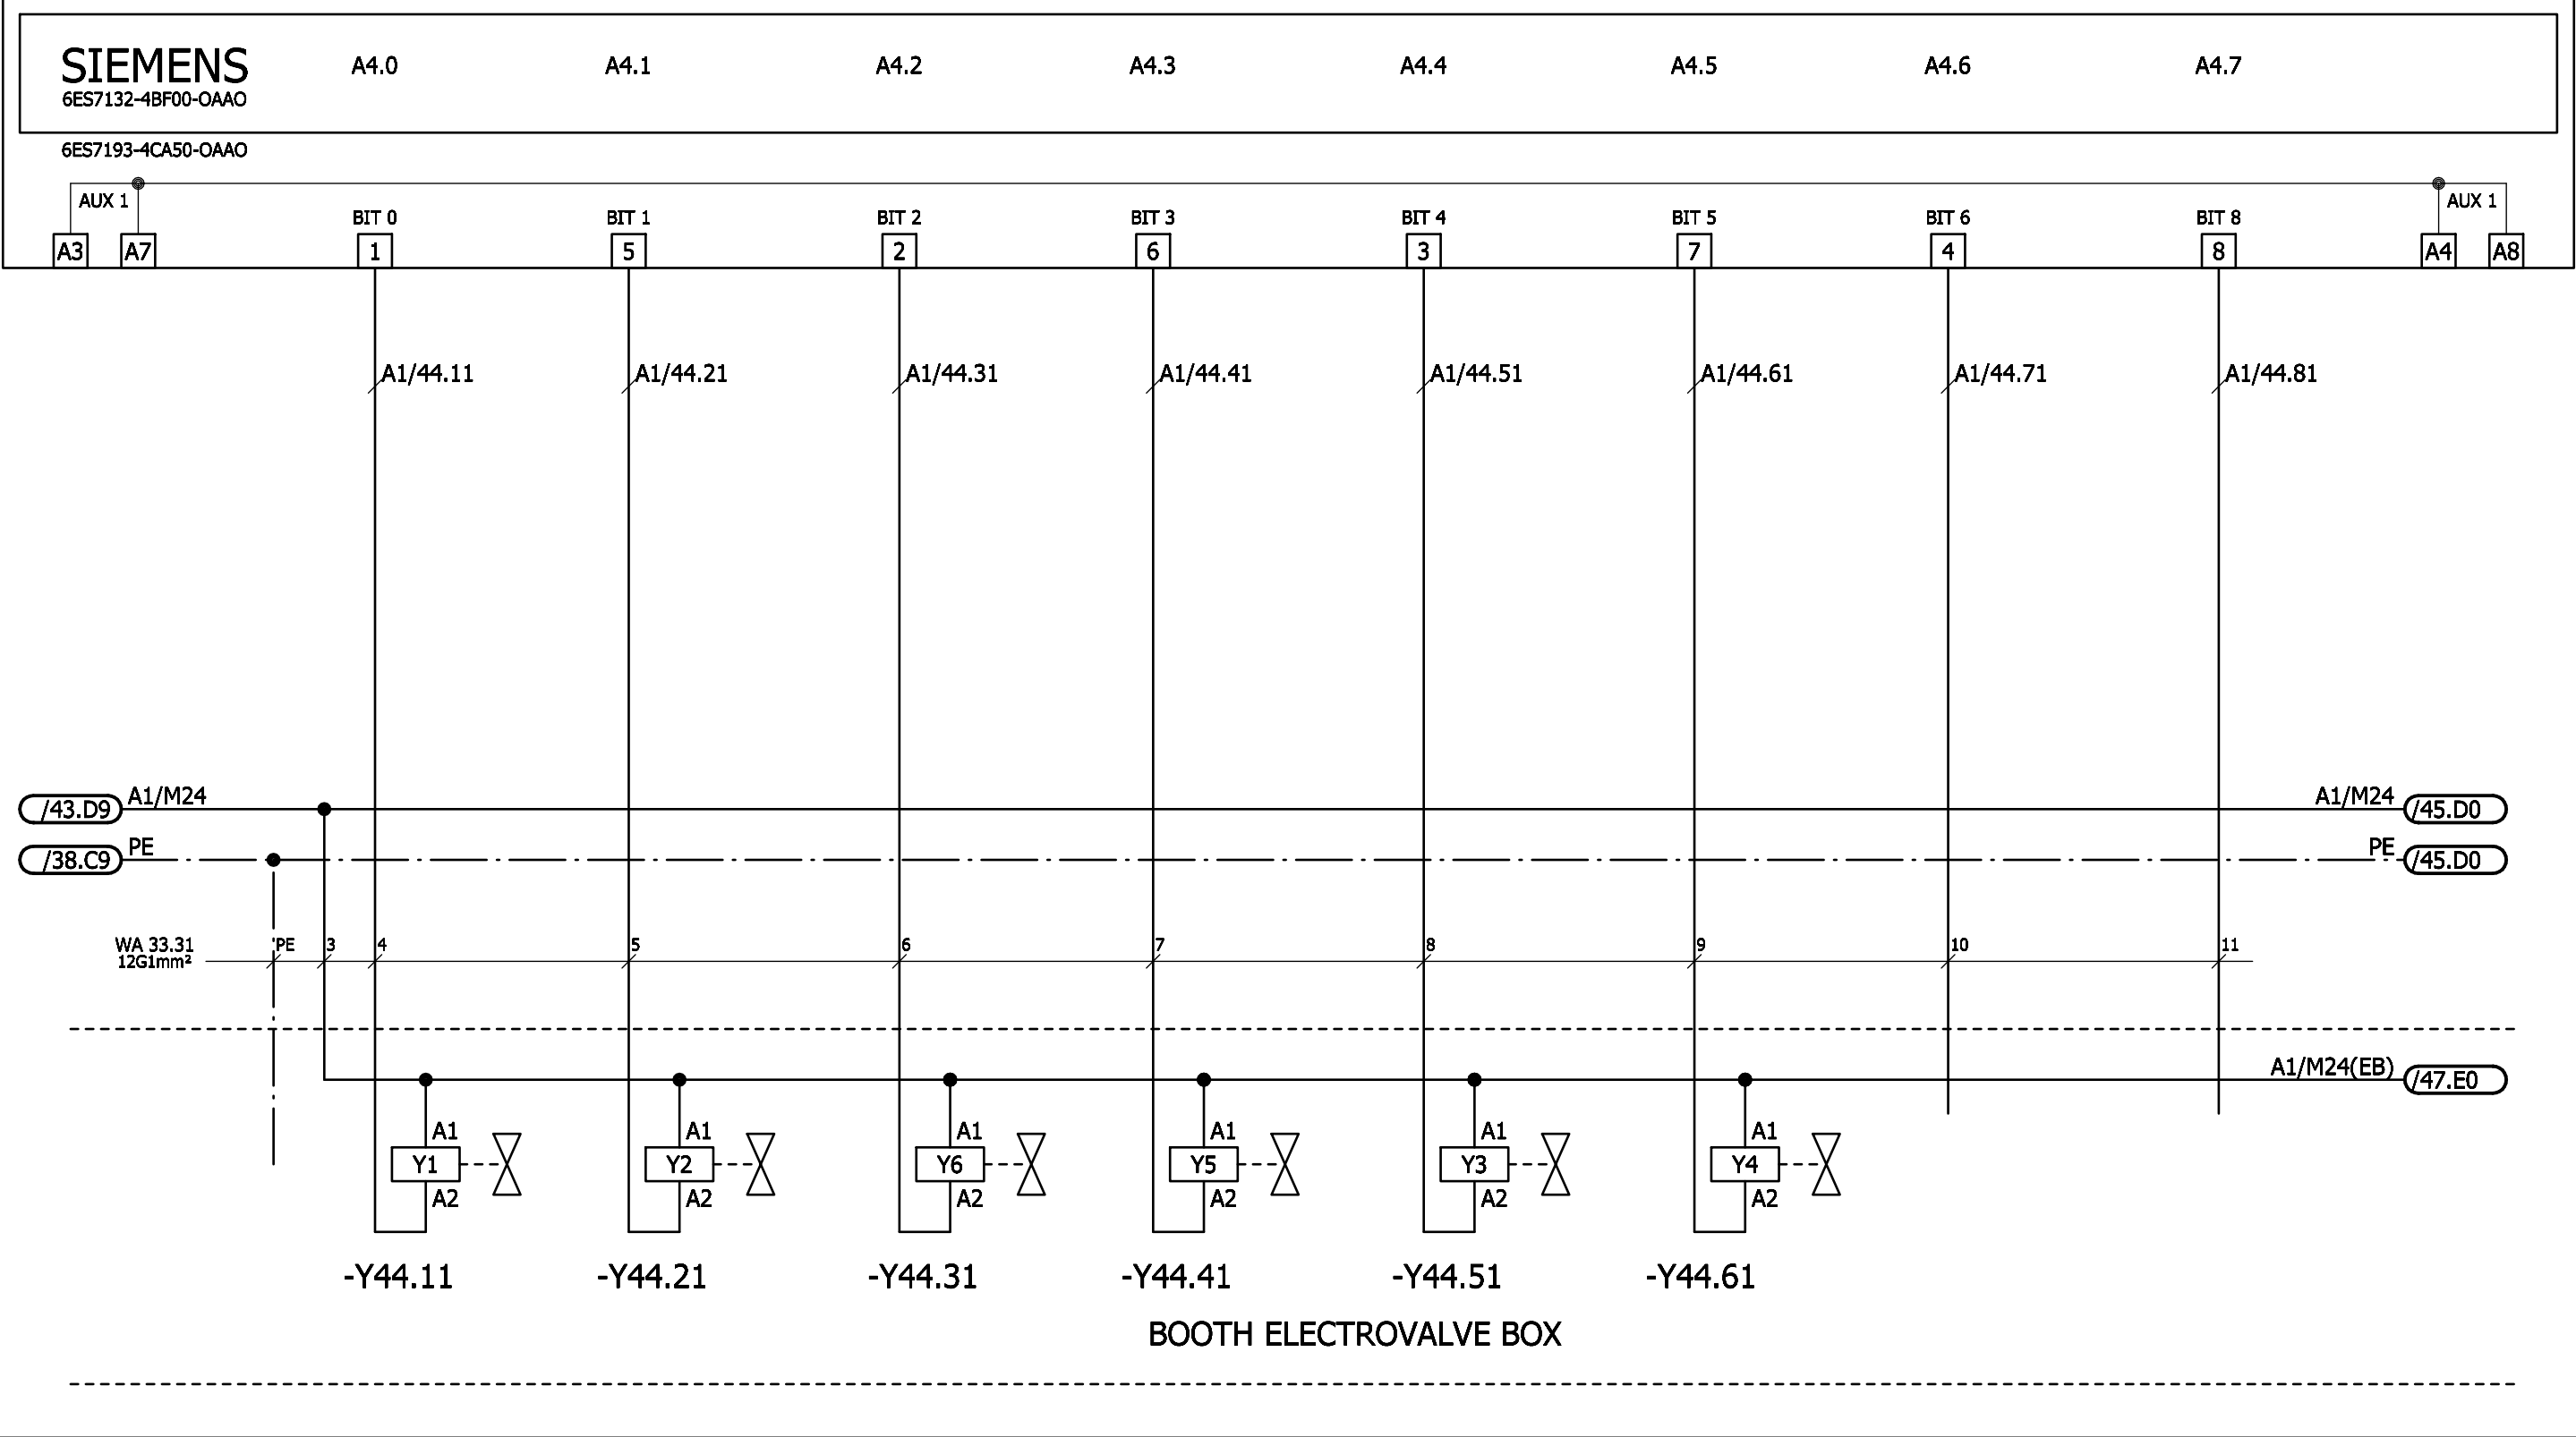 SIEMENS A4.0 A4.1 A4.2 A4.3 A4.4 A4.5 A4.6 A4.7
6ES7132-4BF00-OAAO
6ES7193-4CA50-OAAO
AUX 1 AUX 1
BIT 0 BIT 1 BIT 2 BIT 3 BIT 4 BIT 5 BIT 6 BIT 8
A3 A7 1 5 2 6 3 7 4 8 A4 A8
A1/44.11 A1/44.21 A1/44.31 A1/44.41 A1/44.51 A1/44.61 A1/44.71 A1/44.81
/43.D9 A1/M24 A1/M24 /45.D0
/38.C9 PE PE /45.D0
WA 33.31 PE 3 4 5 6 7 8 9 10 11
12G1mm²
A1/M24(EB) /47.E0
A1 A1 A1 A1 A1 A1
Y1 Y2 Y6 Y5 Y3 Y4
A2 A2 A2 A2 A2 A2
-Y44.11 -Y44.21 -Y44.31 -Y44.41 -Y44.51 -Y44.61
BOOTH ELECTROVALVE BOX